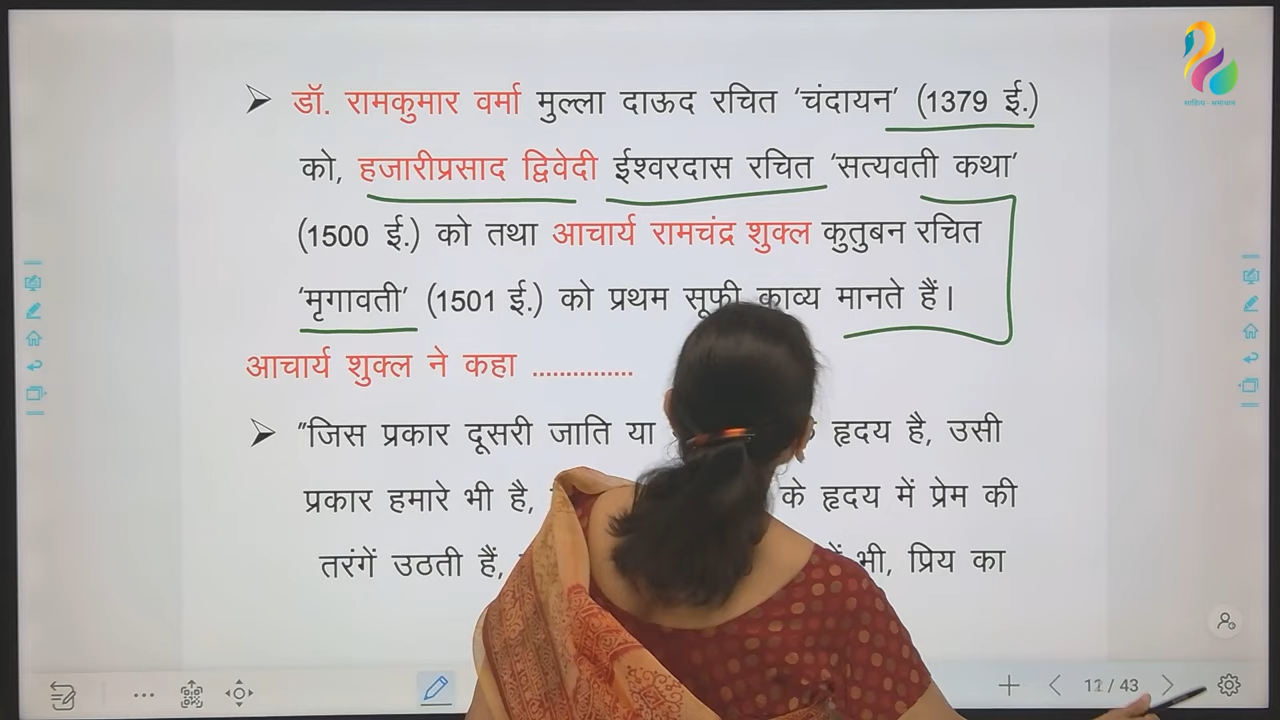 ➢ डॉ. रामकुमार वर्मा मुल्ला दाऊद रचित ‘चंदायन’ (1379 ई.)
को, हजारीप्रसाद द्विवेदी ईश्वरदास रचित ‘सत्यवती कथा’
(1500 ई.) को तथा आचार्य रामचंद्र शुक्ल कुतुबन रचित
‘मृगावती’ (1501 ई.) को प्रथम सूफी काव्य मानते हैं।
आचार्य शुक्ल ने कहा ...............
➢ "जिस प्रकार दूसरी जाति या हृदय है, उसी
प्रकार हमारे भी है, के हृदय में प्रेम की
तरंगें उठती हैं, भी, प्रिय का
साहित्य - समाधान
/ 43